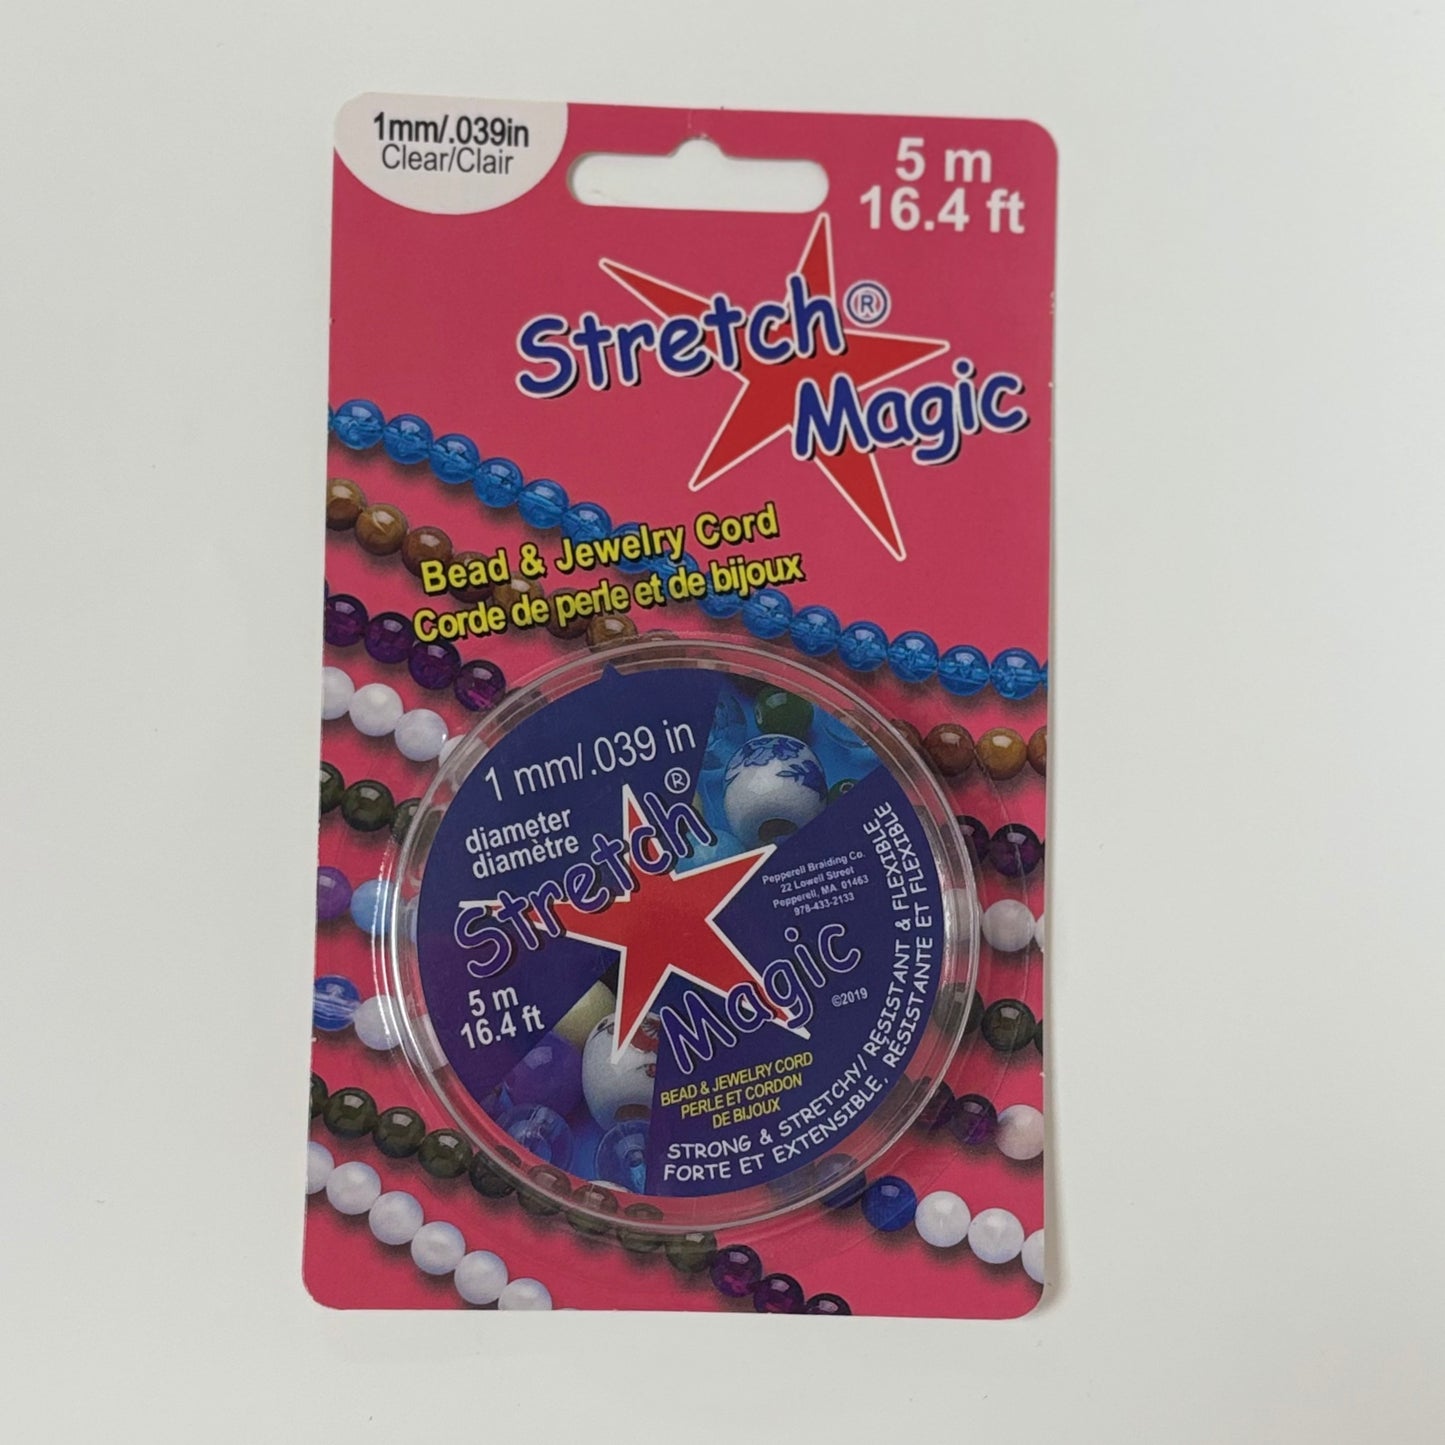 1mm/.039in
Clear/Clair
5 m
16.4 ft
Stretch®
Magic
Bead & Jewelry Cord
Corde de perle et de bijoux
1 mm/.039 in
diameter
diamètre
Stretch®
Magic
5 m
16.4 ft
Pepperell Braiding Co.
22 Lowell Street
Pepperell, MA 01463
978-433-2133
©2019
BEAD & JEWELRY CORD
PERLE ET CORDON
DE BIJOUX
STRONG & STRETCHY/ RESISTANT & FLEXIBLE
FORTE ET EXTENSIBLE, RÉSISTANTE ET FLEXIBLE